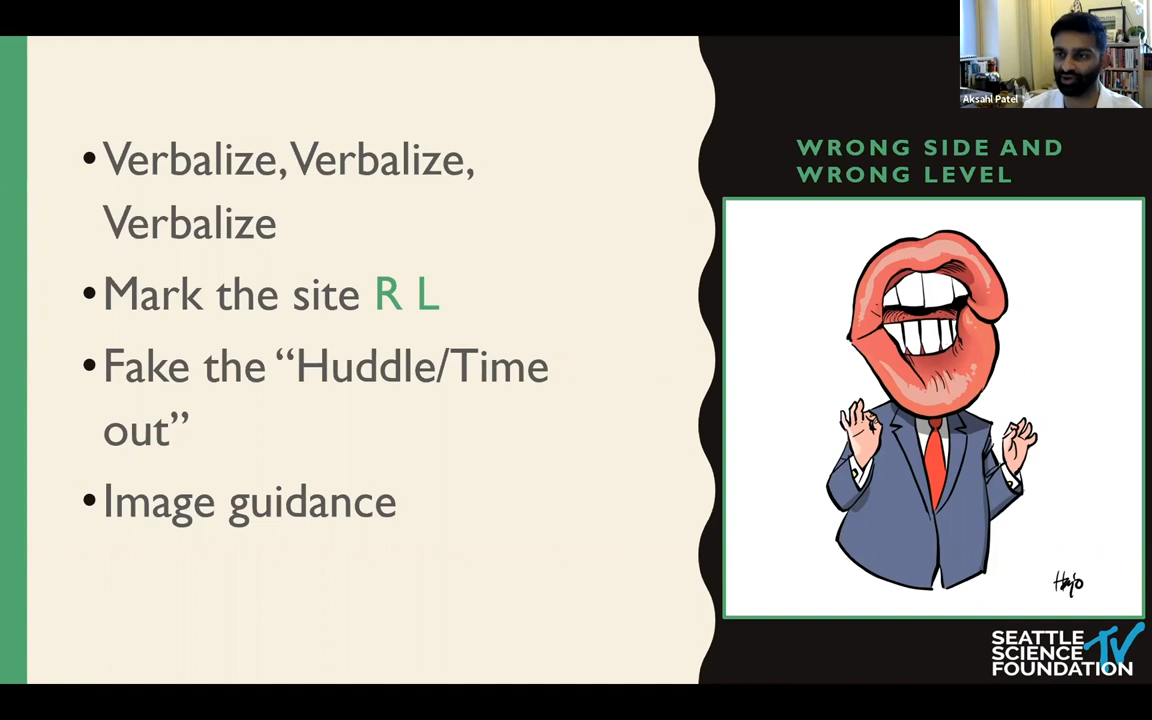 Aksahl Patel
WRONG SIDE AND
WRONG LEVEL
•Verbalize, Verbalize,
Verbalize
•Mark the site R L
•Fake the “Huddle/Time
out”
•Image guidance
Hajo
SEATTLE
SCIENCE
FOUNDATION
TV